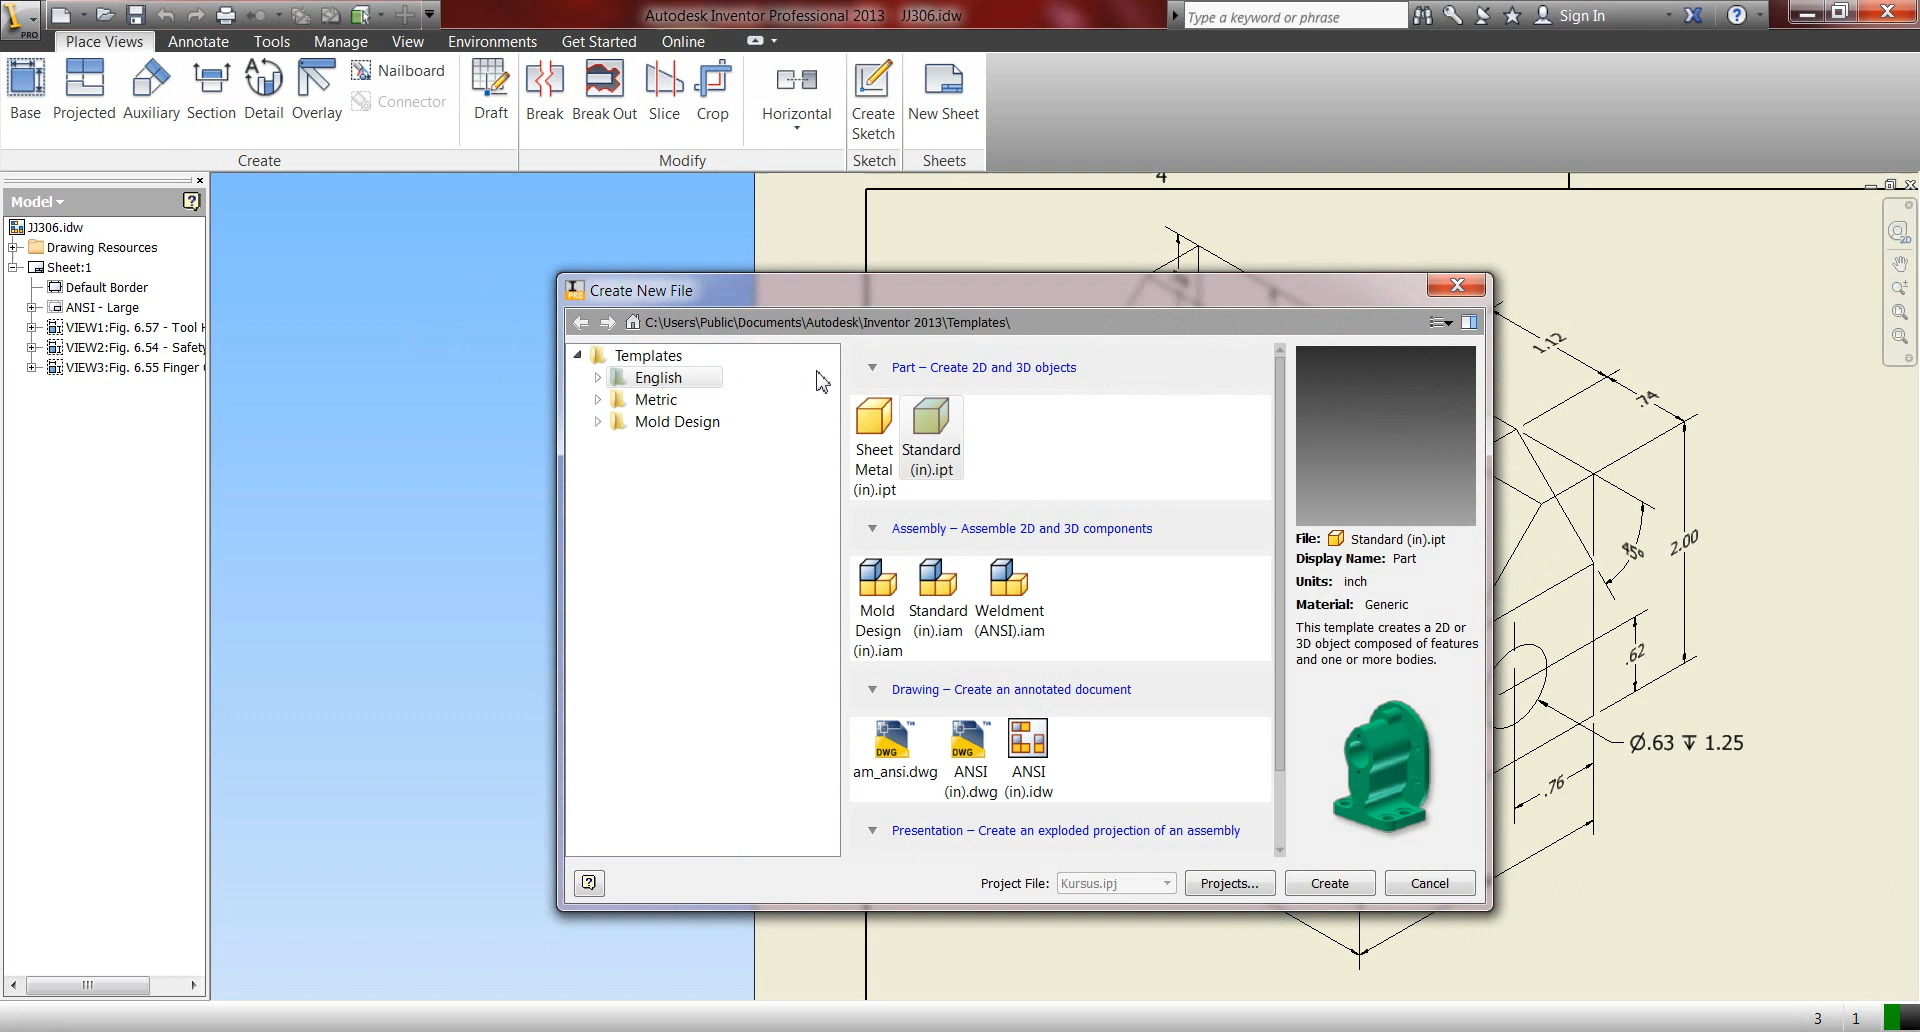 PRO
Autodesk Inventor Professional 2013 JJ306.idw
Type a keyword or phrase
Sign In
Place Views Annotate Tools Manage View Environments Get Started Online
Base
Projected
Auxiliary
Section
Detail
Overlay
Nailboard
Connector
Draft
Break
Break Out
Slice
Crop
Horizontal
Create
Sketch
New Sheet
Create
Modify
Sketch
Sheets
Model
JJ306.idw
Drawing Resources
Sheet:1
Default Border
ANSI - Large
VIEW1:Fig. 6.57 - Tool
VIEW2:Fig. 6.54 - Safety
VIEW3:Fig. 6.55 Finger
4
Create New File
C:\Users\Public\Documents\Autodesk\Inventor 2013\Templates\
Templates
English
Metric
Mold Design
Part – Create 2D and 3D objects
Sheet
Metal
(in).ipt
Standard
(in).ipt
Assembly – Assemble 2D and 3D components
Mold
Design
(in).iam
Standard
(in).iam
Weldment
(ANSI).iam
Drawing – Create an annotated document
DWG
am_ansi.dwg
DWG
ANSI
(in).dwg
ANSI
(in).idw
Presentation – Create an exploded projection of an assembly
File: Standard (in).ipt
Display Name: Part
Units: inch
Material: Generic
This template creates a 2D or
3D object composed of features
and one or more bodies.
Project File: Kursus.ipj
Projects...
Create
Cancel
1.12
.74
45°
2.00
.62
Ø.63 ↧ 1.25
.76
2D
3 1